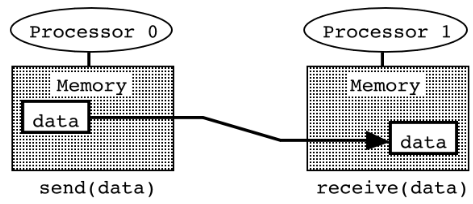 Processor 0
Processor 1
Memory
Memory
data
data
send(data)
receive(data)